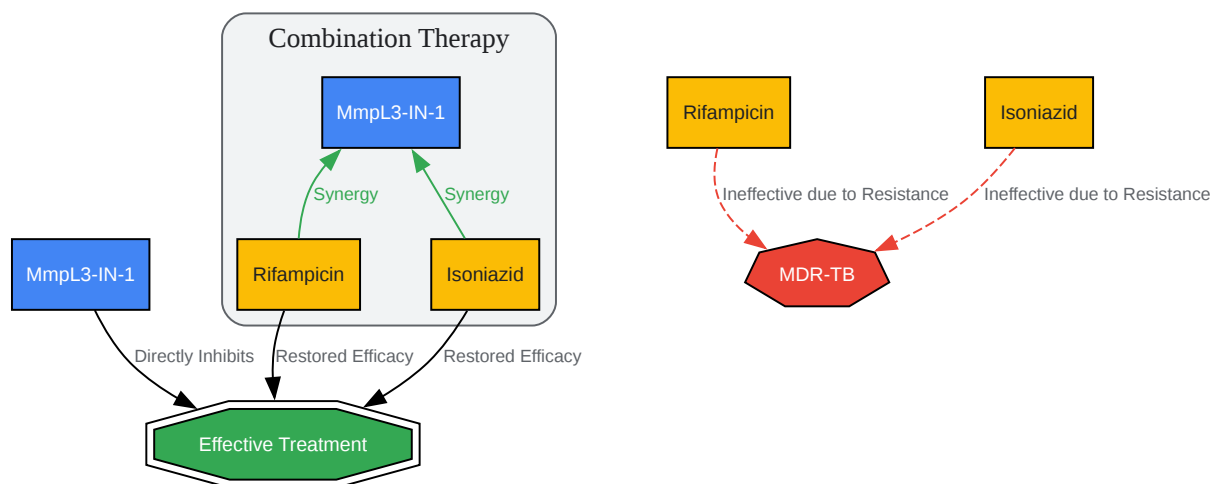 Combination Therapy
MmpL3-IN-1
Rifampicin
Isoniazid
Synergy
Synergy
Ineffective due to Resistance
Ineffective due to Resistance
MmpL3-IN-1
Rifampicin
Isoniazid
MDR-TB
Directly Inhibits
Restored Efficacy
Restored Efficacy
Effective Treatment